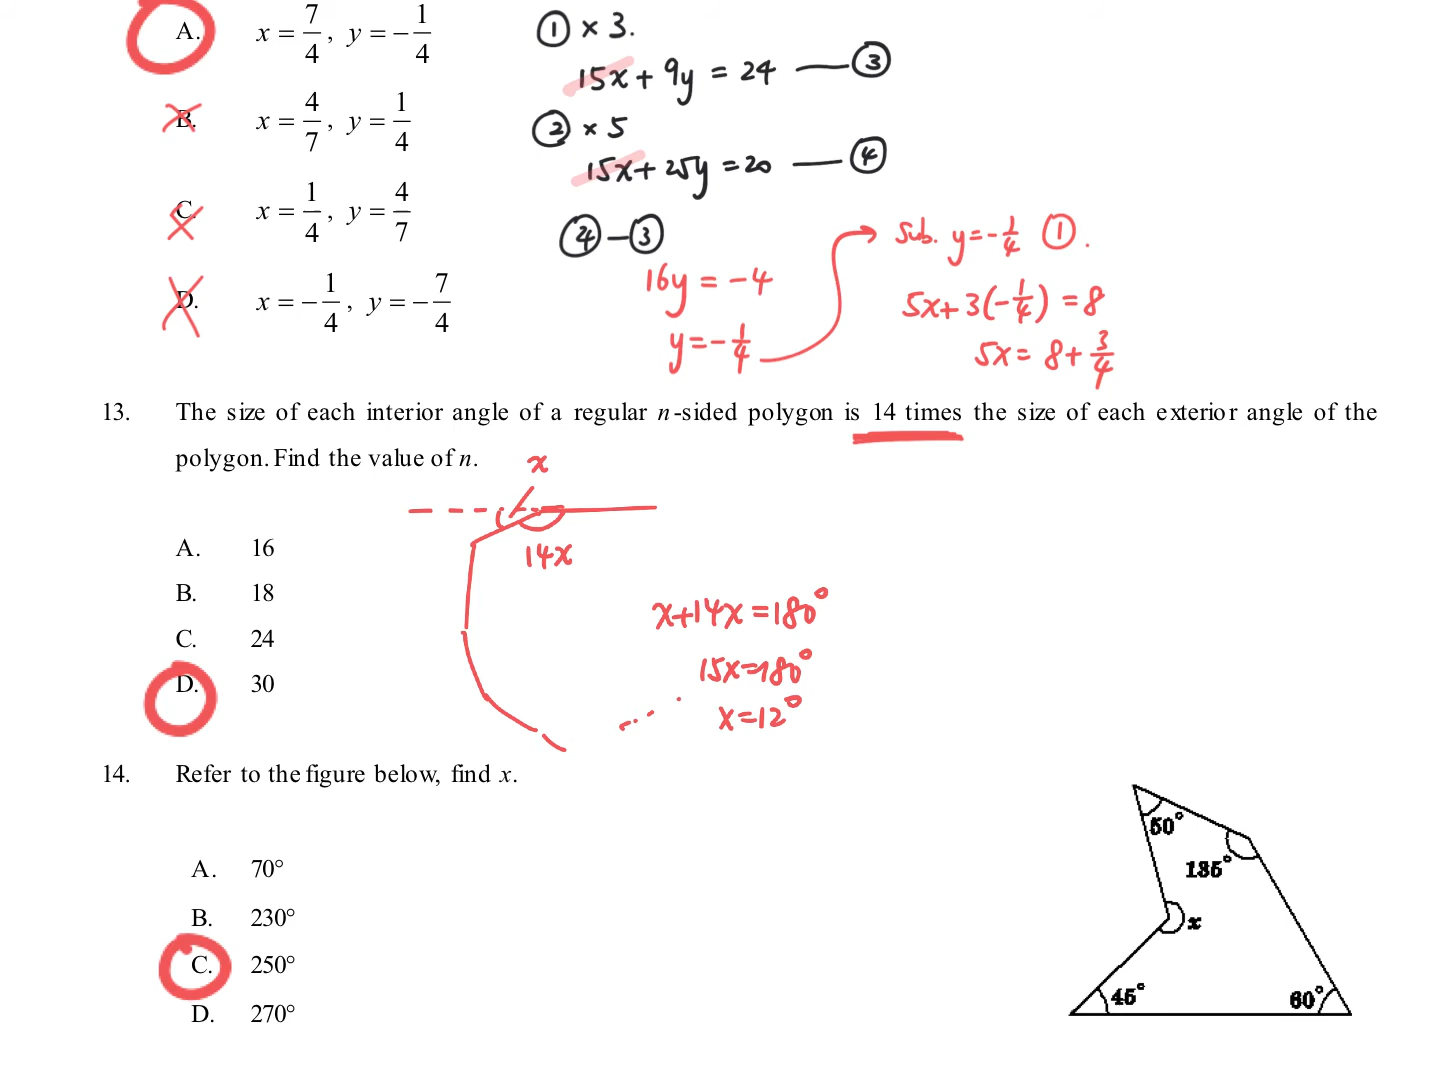 A. x = 7/4, y = -1/4
① × 3.
15x + 9y = 24 — ③
B. x = 4/7, y = 1/4
② × 5
15x + 25y = 20 — ④
C. x = 1/4, y = 4/7
④ - ③
sub. y = -1/4 ①.
16y = -4
D. x = -1/4, y = -7/4
5x + 3(-1/4) = 8
y = -1/4
5x = 8 + 3/4
13. The size of each interior angle of a regular n-sided polygon is 14 times the size of each exterior angle of the
polygon. Find the value of n.
x
14x
A. 16
B. 18
C. 24
D. 30
x+14x=180°
15x=180°
x=12°
14. Refer to the figure below, find x.
A. 70°
B. 230°
C. 250°
D. 270°
50°
135°
x
45°
60°